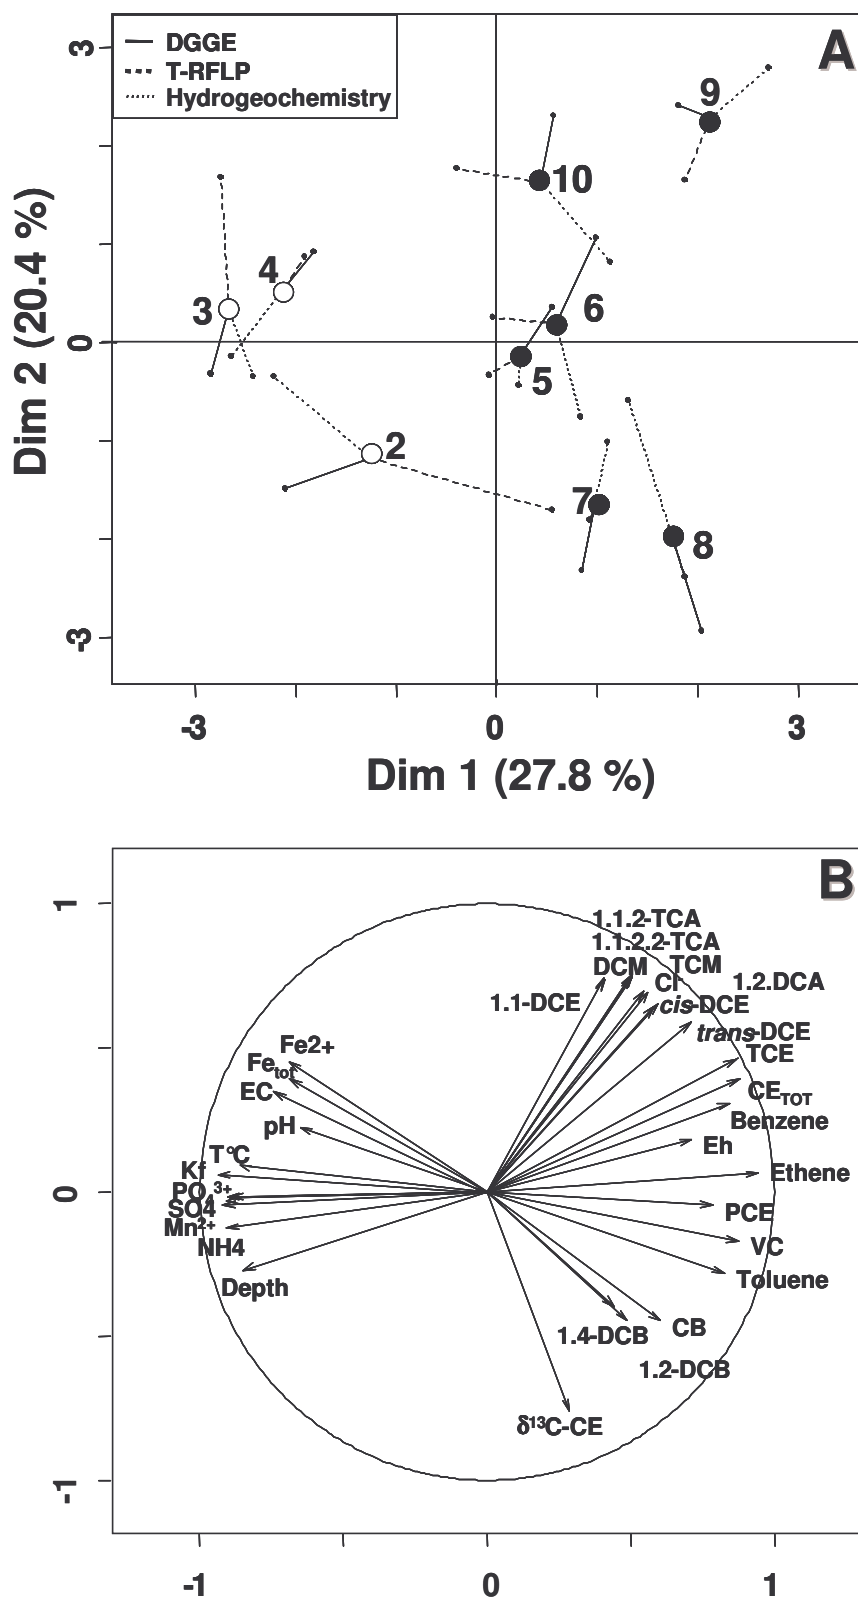 A
DGGE
T-RFLP
Hydrogeochemistry
3
0
-3
Dim 2 (20.4 %)
9
10
4
3
6
5
2
7
8
-3
0
3
Dim 1 (27.8 %)
B
1
0
-1
1.1.2-TCA
1.1.2.2-TCA
DCM
TCM
Cl-
1.2.DCA
1.1-DCE
cis-DCE
trans-DCE
TCE
CETOT
Benzene
Eh
Ethene
PCE
VC
Toluene
CB
1.4-DCB
1.2-DCB
δ13C-CE
Fe2+
Fetot
EC
pH
T°C
Kf
PO43+
SO4
Mn2+
NH4
Depth
-1
0
1